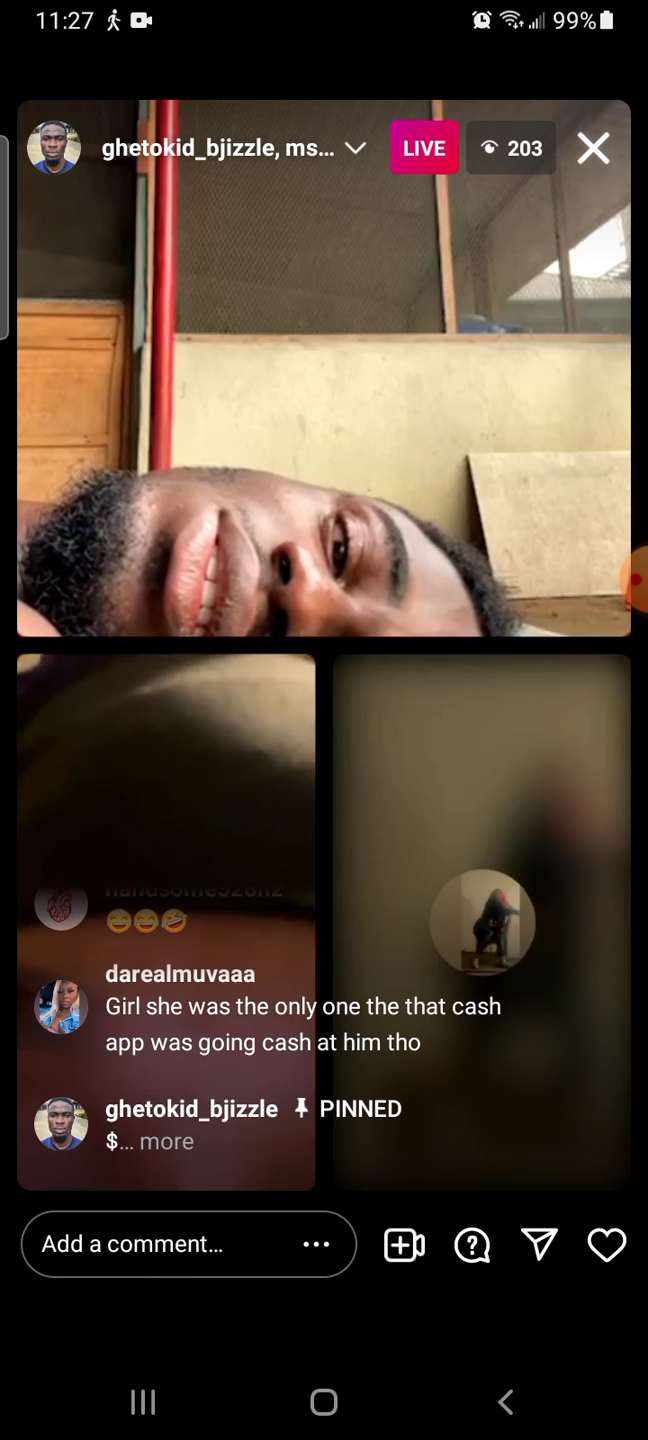 11:27
99%
ghetokid_bjizzle, ms...
LIVE
203
😂😂🤣
darealmuvaaa
Girl she was the only one the that cash
app was going cash at him tho
ghetokid_bjizzle PINNED
$... more
Add a comment...